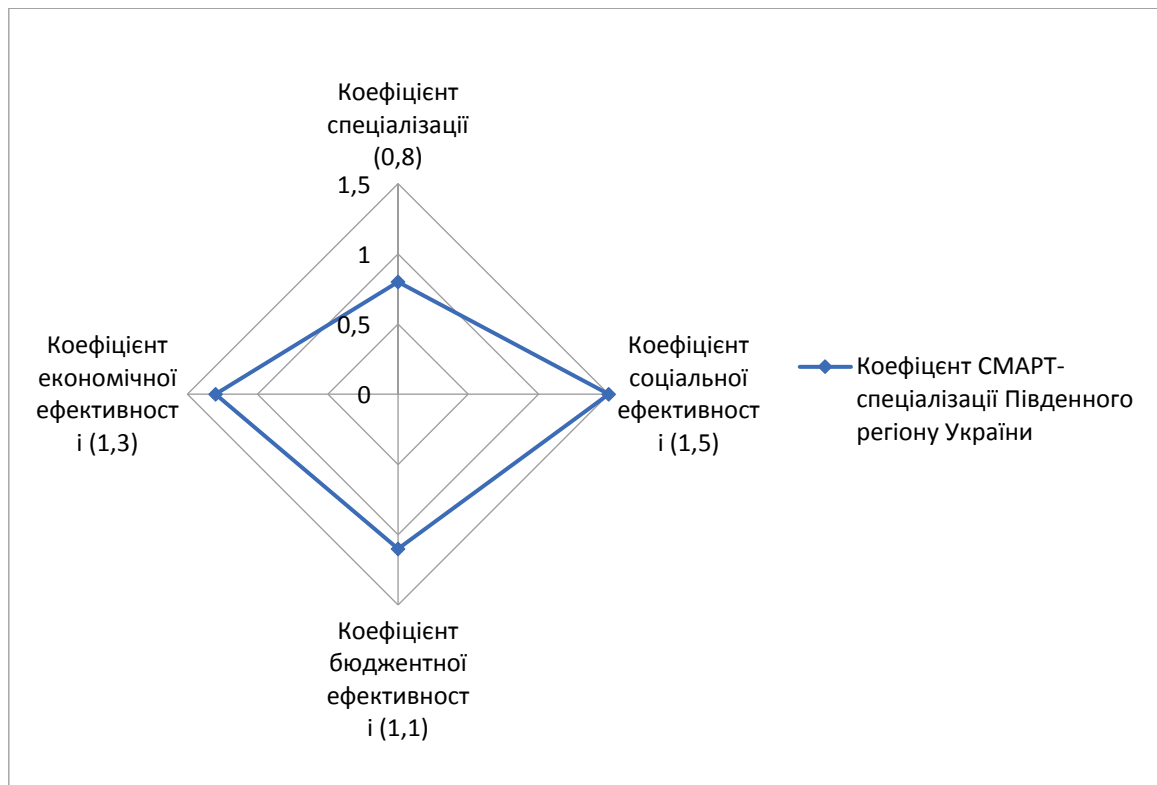 Коефіцієнт
спеціалізації
(0,8)
1,5
1
0,5
0
Коефіцієнт
економічної
ефективност
і (1,3)
Коефіцієнт
соціальної
ефективност
і (1,5)
Коефіцієнт
бюджентної
ефективност
і (1,1)
Коефіцєнт СМАРТ-
спеціалізації Південного
регіону України